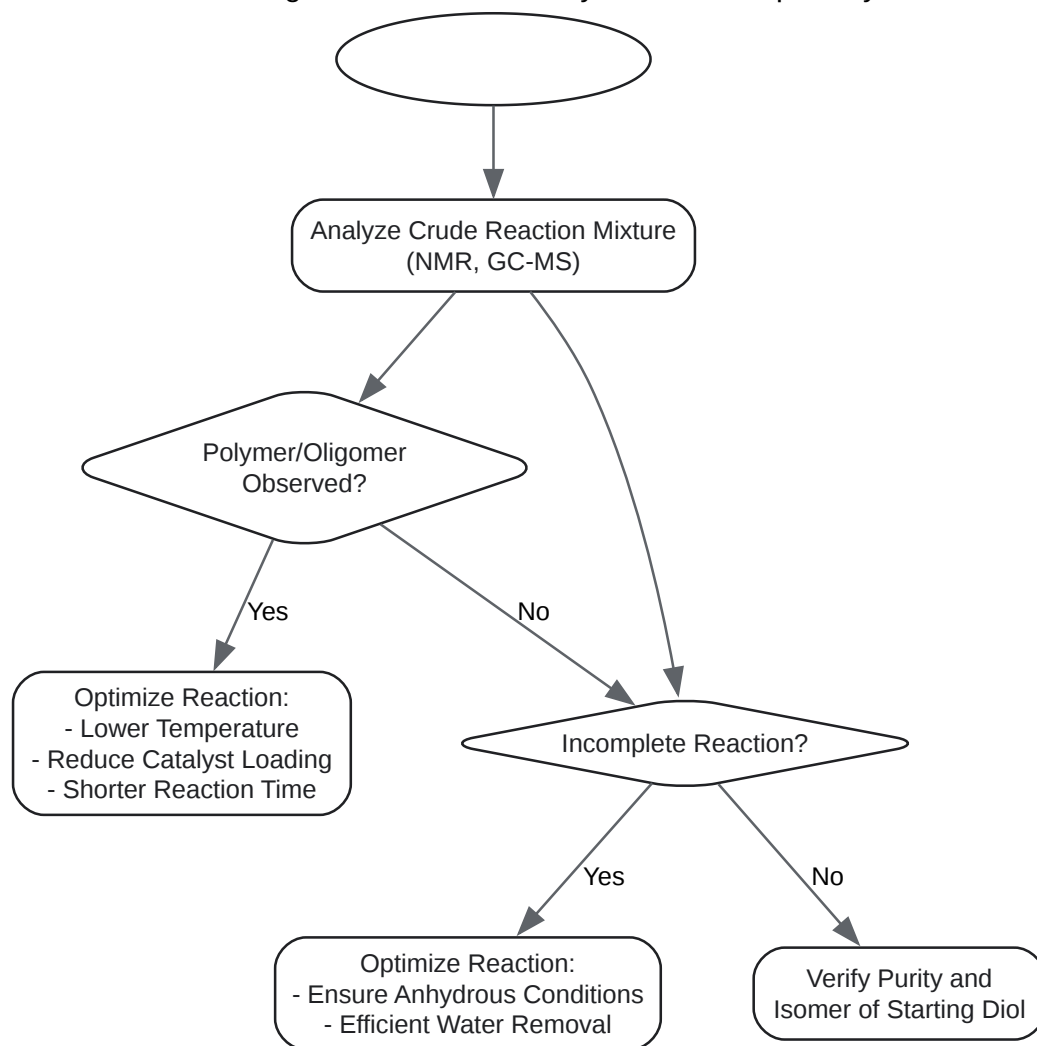 Analyze Crude Reaction Mixture
(NMR, GC-MS)
Polymer/Oligomer
Observed?
Yes
No
Optimize Reaction:
- Lower Temperature
- Reduce Catalyst Loading
- Shorter Reaction Time
Incomplete Reaction?
Yes
No
Optimize Reaction:
- Ensure Anhydrous Conditions
- Efficient Water Removal
Verify Purity and
Isomer of Starting Diol